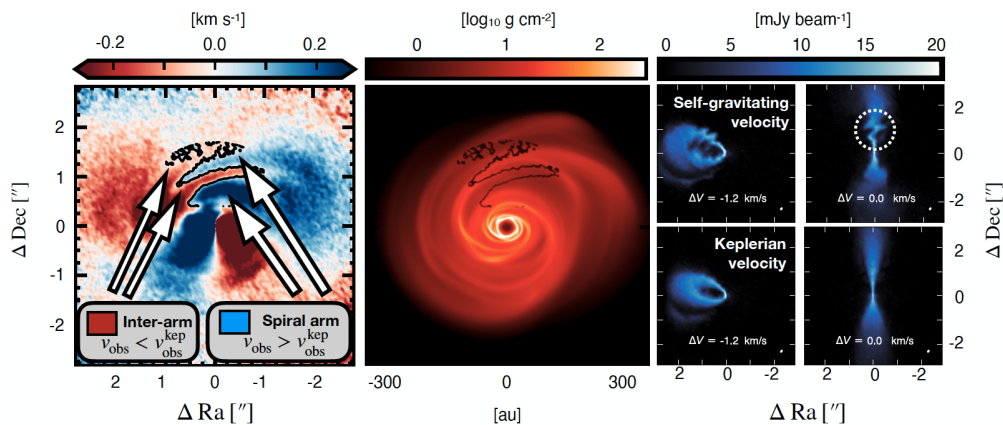 [km s⁻¹]
-0.2 0.0 0.2
Δ Dec [″]
2
1
0
-1
-2
Inter-arm
v_obs < v_obs^kep
Spiral arm
v_obs > v_obs^kep
2 1 0 -1 -2
Δ Ra [″]
[log₁₀ g cm⁻²]
0 1 2
-300 0 300
[au]
[mJy beam⁻¹]
0 5 10 15 20
Self-gravitating
velocity
ΔV = -1.2 km/s
ΔV = 0.0 km/s
2
1
0
-1
-2
Keplerian
velocity
ΔV = -1.2 km/s
ΔV = 0.0 km/s
2
1
0
-1
-2
Δ Dec [″]
2 0 -2
2 0 -2
Δ Ra [″]